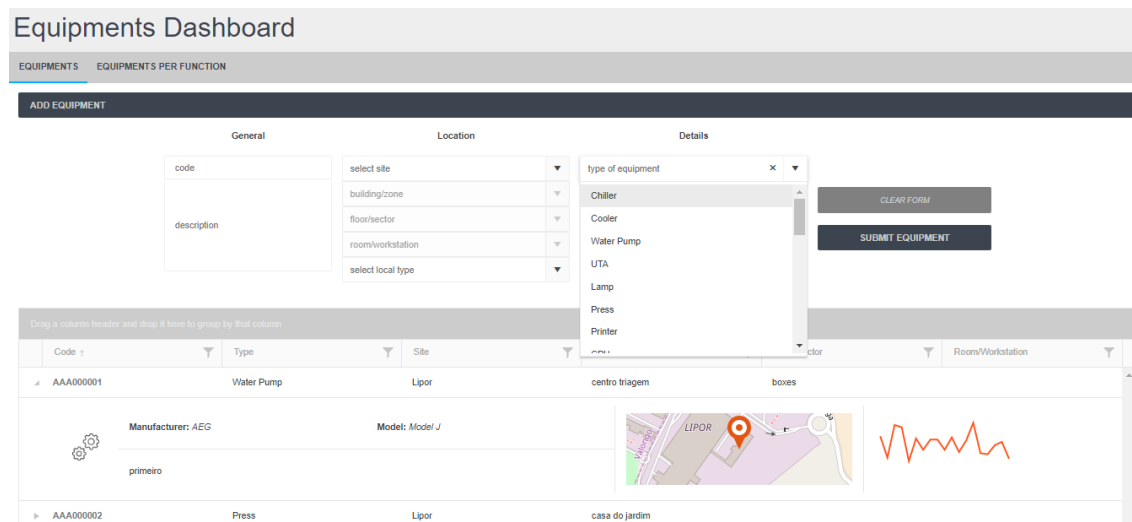 Equipments Dashboard
EQUIPMENTS EQUIPMENTS PER FUNCTION
ADD EQUIPMENT
General Location Details
code select site type of equipment
description building/zone Chiller CLEAR FORM
floor/sector Cooler
room/workstation Water Pump SUBMIT EQUIPMENT
select local type UTA
Lamp
Press
Printer
Drag a column header and drop it here to group by that column
Code Type Site ctor Room/Workstation
AAA000001 Water Pump Lipor centro triagem boxes
Manufacturer: AEG Model: Model J LIPOR
Valongo
primeiro
AAA000002 Press Lipor casa do jardim